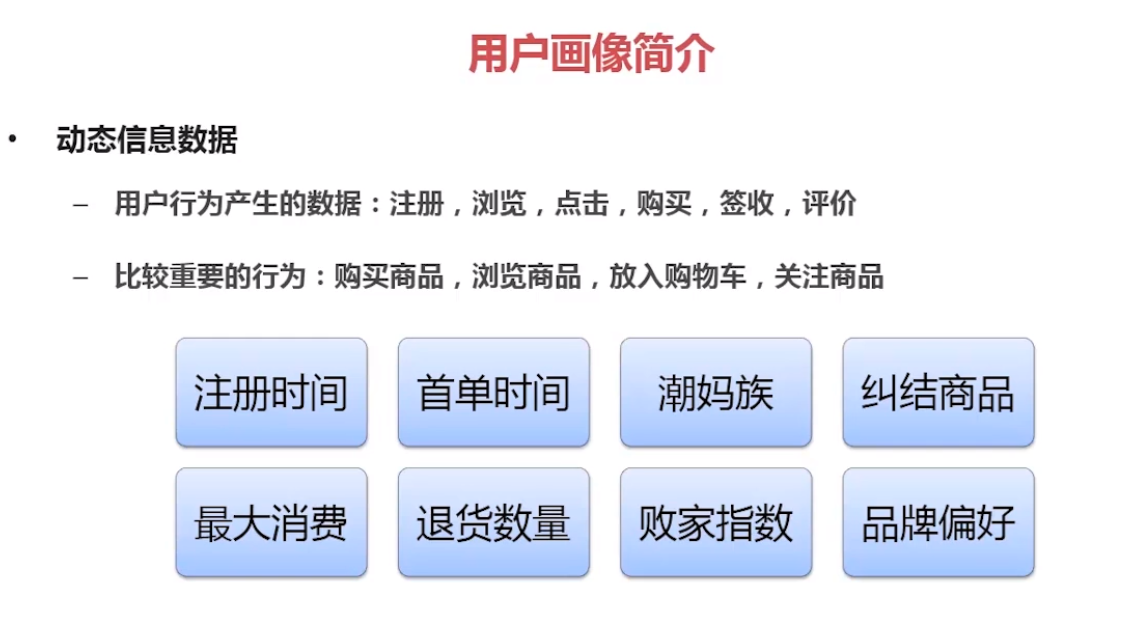 用户画像简介
• 动态信息数据
– 用户行为产生的数据：注册，浏览，点击，购买，签收，评价
– 比较重要的行为：购买商品，浏览商品，放入购物车，关注商品
注册时间 首单时间 潮妈族 纠结商品
最大消费 退货数量 败家指数 品牌偏好